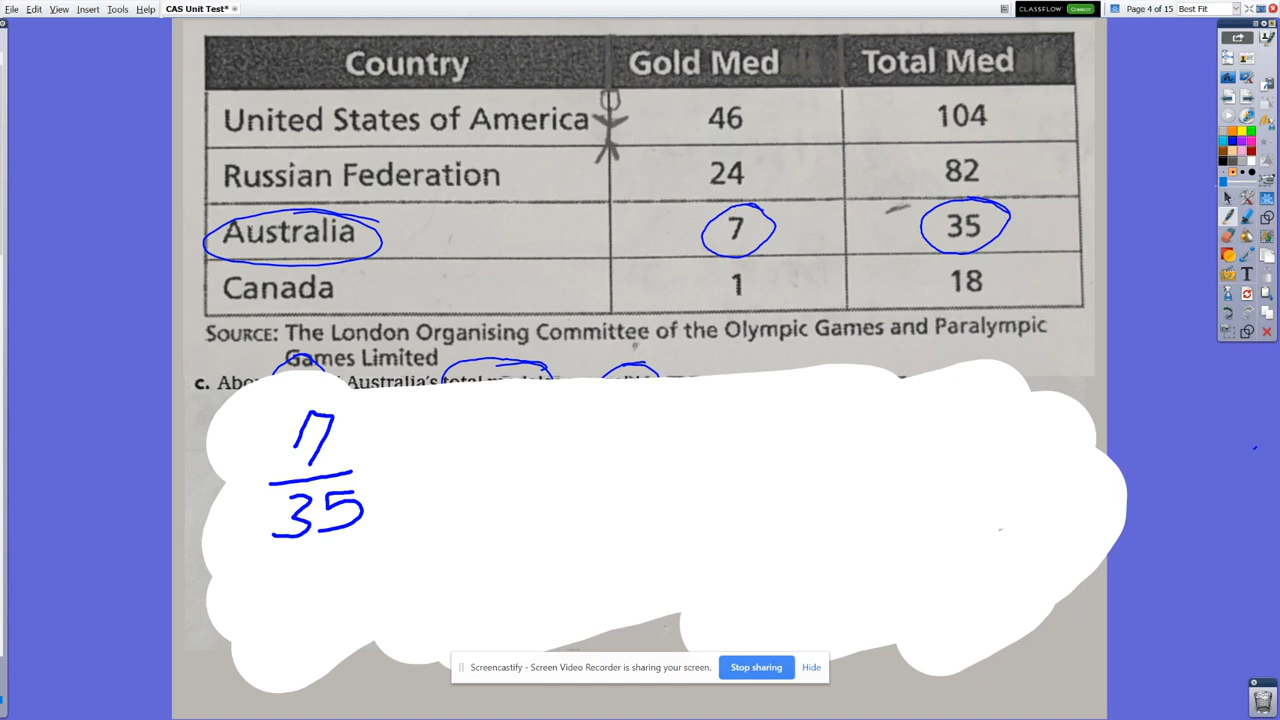 File Edit View Insert Tools Help CAS Unit Test* CLASSFLOW Connect Page 4 of 15 Best Fit
Country Gold Med Total Med
United States of America 46 104
Russian Federation 24 82
Australia 7 35
Canada 1 18
SOURCE: The London Organising Committee of the Olympic Games and Paralympic
Games Limited
c. Australia's total
7
35
Screencastify - Screen Video Recorder is sharing your screen. Stop sharing Hide